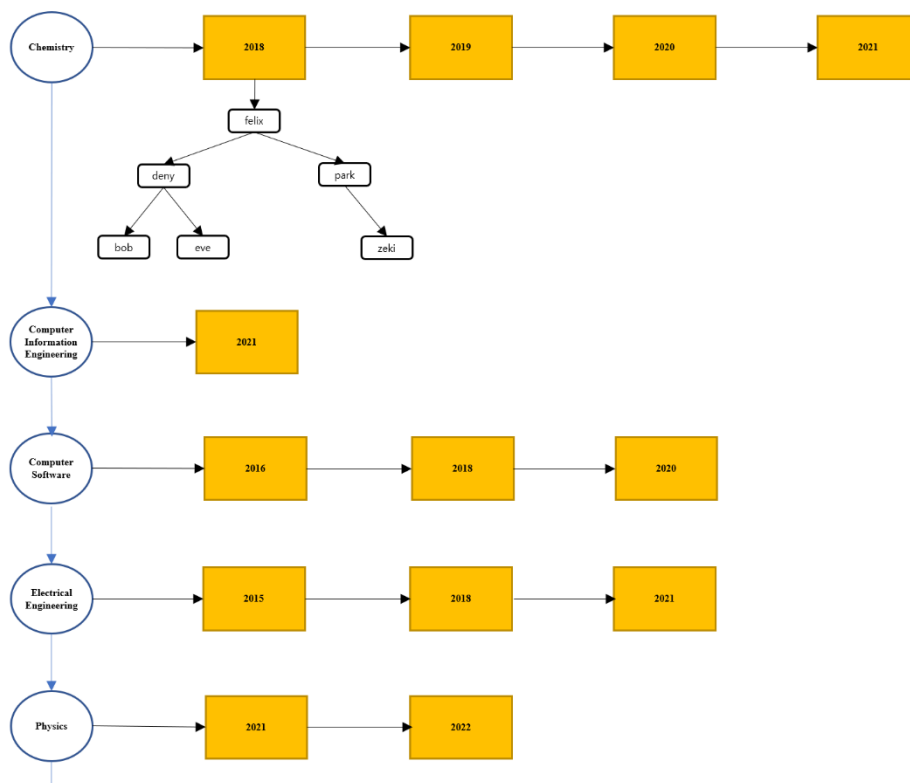 Chemistry
2018
2019
2020
2021
felix
deny
park
bob
eve
zeki
Computer
Information
Engineering
2021
Computer
Software
2016
2018
2020
Electrical
Engineering
2015
2018
2021
Physics
2021
2022